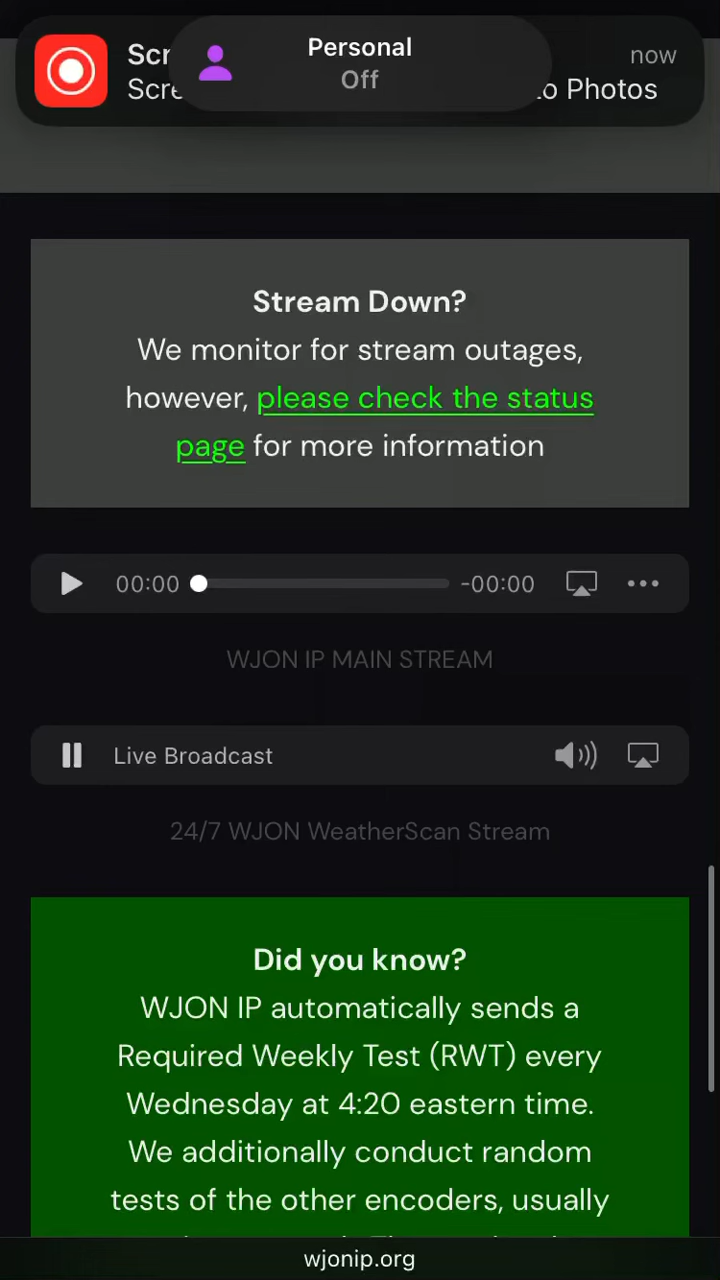 Personal
now
Off
to Photos
Stream Down?
We monitor for stream outages,
however, please check the status
page for more information
00:00
-00:00
WJON IP MAIN STREAM
Live Broadcast
24/7 WJON WeatherScan Stream
Did you know?
WJON IP automatically sends a
Required Weekly Test (RWT) every
Wednesday at 4:20 eastern time.
We additionally conduct random
tests of the other encoders, usually
wjonip.org